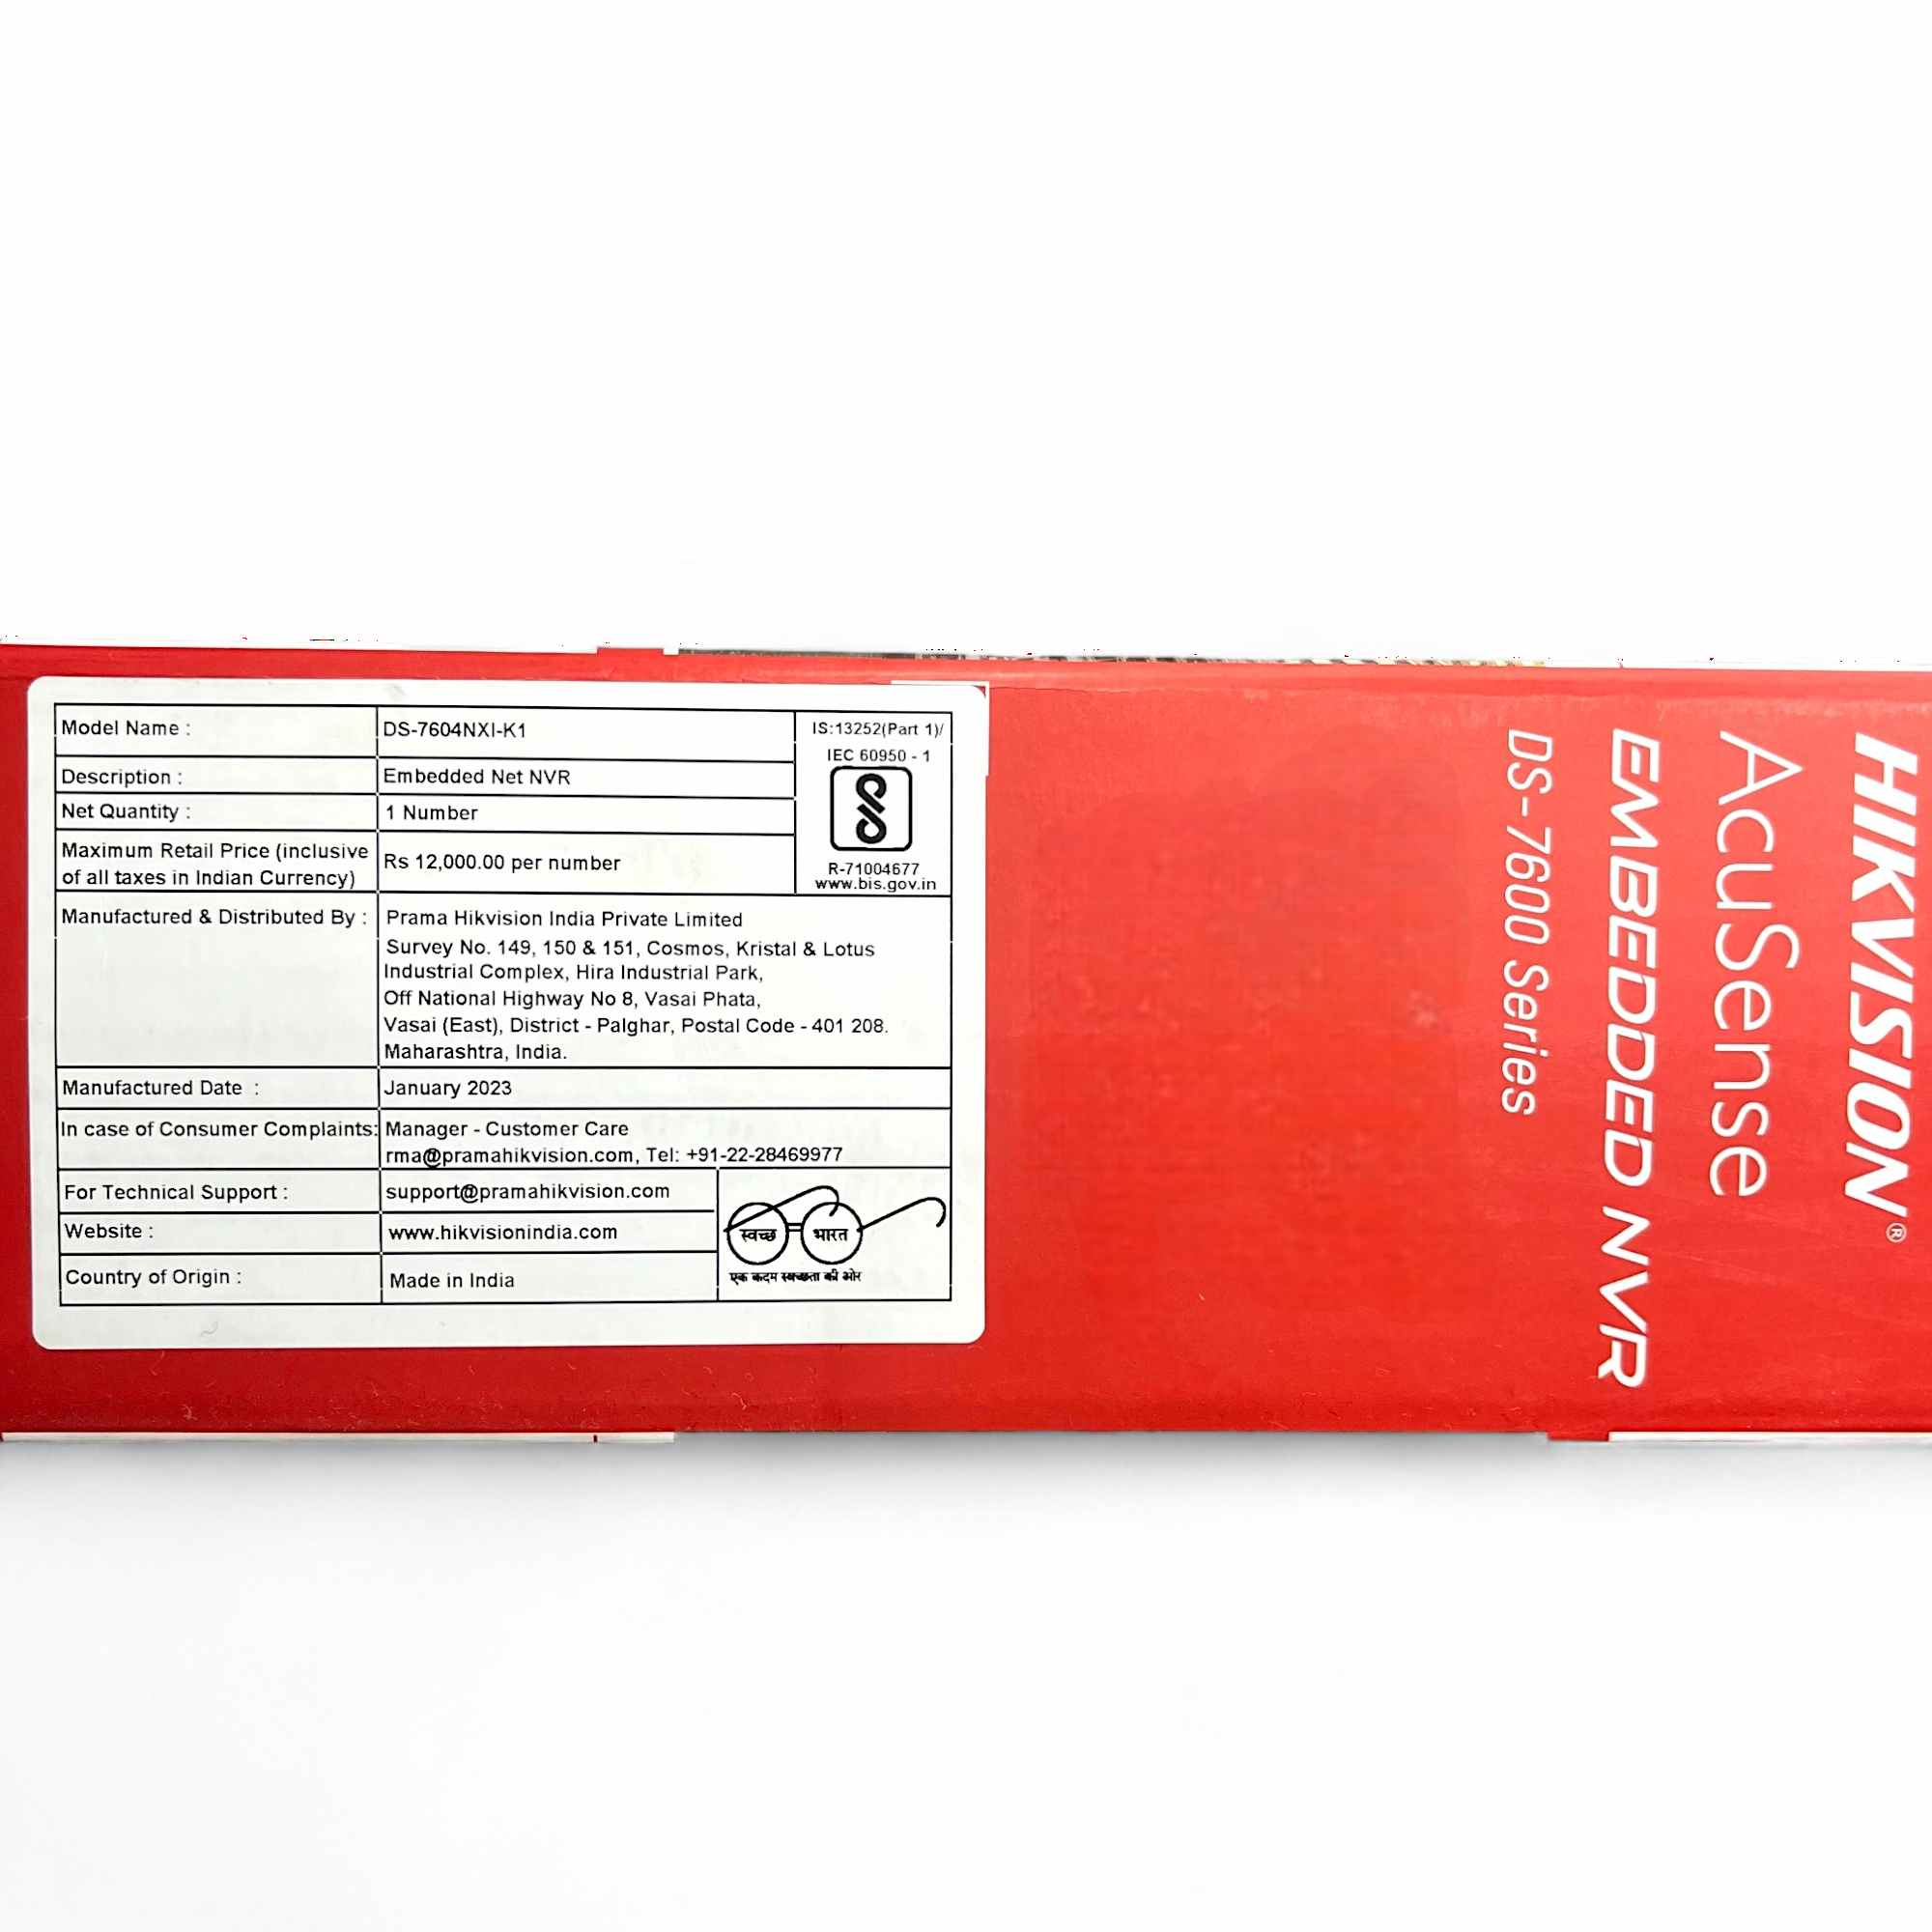 Model Name : DS-7604NXI-K1
IS:13252(Part 1)/
IEC 60950 - 1
Description : Embedded Net NVR
Net Quantity : 1 Number
Maximum Retail Price (inclusive
of all taxes in Indian Currency)
Rs 12,000.00 per number
R-71004677
www.bis.gov.in
Manufactured & Distributed By : Prama Hikvision India Private Limited
Survey No. 149, 150 & 151, Cosmos, Kristal & Lotus
Industrial Complex, Hira Industrial Park,
Off National Highway No 8, Vasai Phata,
Vasai (East), District - Palghar, Postal Code - 401 208.
Maharashtra, India.
Manufactured Date : January 2023
In case of Consumer Complaints: Manager - Customer Care
rma@pramahikvision.com, Tel: +91-22-28469977
For Technical Support : support@pramahikvision.com
Website : www.hikvisionindia.com
स्वच्छ भारत
एक कदम स्वच्छता की ओर
Country of Origin : Made in India
HIKVISION®
AcuSense
EMBEDDED NVR
DS-7600 Series